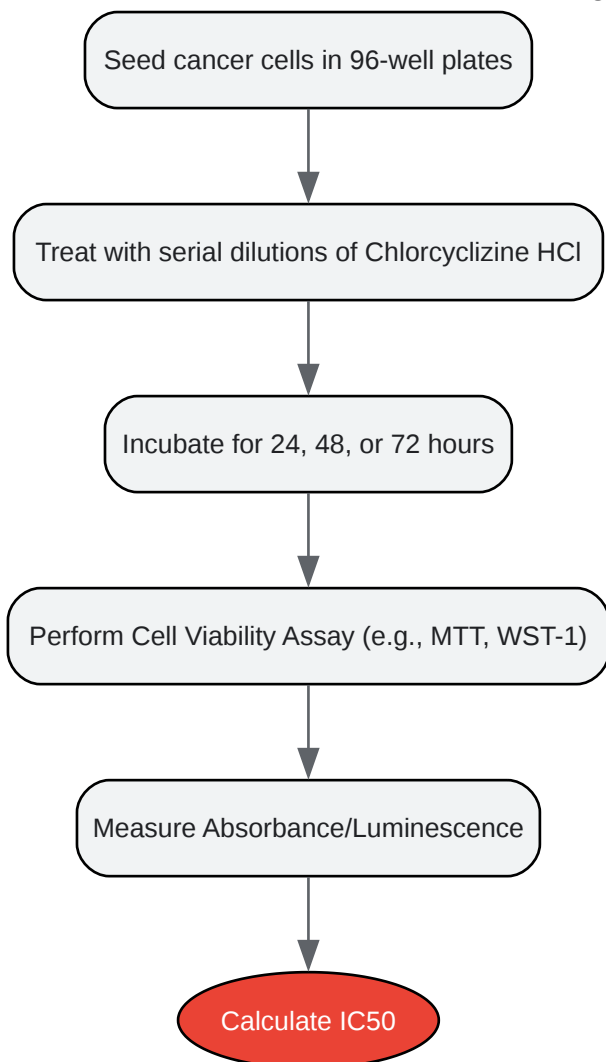 Seed cancer cells in 96-well plates
Treat with serial dilutions of Chlorcyclizine HCl
Incubate for 24, 48, or 72 hours
Perform Cell Viability Assay (e.g., MTT, WST-1)
Measure Absorbance/Luminescence
Calculate IC50